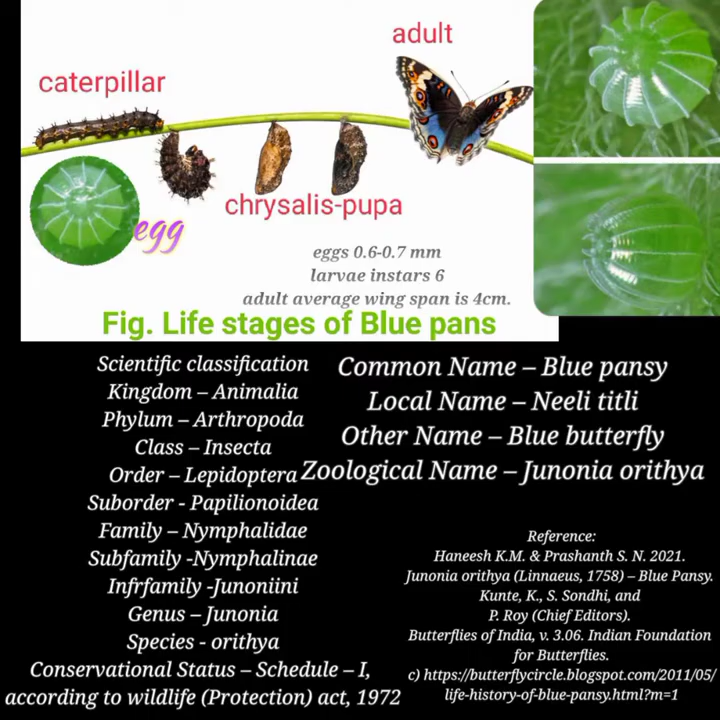 adult
caterpillar
chrysalis-pupa
egg
eggs 0.6-0.7 mm
larvae instars 6
adult average wing span is 4cm.
Fig. Life stages of Blue pans
Scientific classification
Kingdom – Animalia
Phylum – Arthropoda
Class – Insecta
Order – Lepidoptera
Suborder - Papilionoidea
Family – Nymphalidae
Subfamily -Nymphalinae
Infrfamily -Junoniini
Genus – Junonia
Species - orithya
Conservational Status – Schedule – I,
according to wildlife (Protection) act, 1972
Common Name – Blue pansy
Local Name – Neeli titli
Other Name – Blue butterfly
Zoological Name – Junonia orithya
Reference:
Haneesh K.M. & Prashanth S. N. 2021.
Junonia orithya (Linnaeus, 1758) – Blue Pansy.
Kunte, K., S. Sondhi, and
P. Roy (Chief Editors).
Butterflies of India, v. 3.06. Indian Foundation
for Butterflies.
c) https://butterflycircle.blogspot.com/2011/05/
life-history-of-blue-pansy.html?m=1